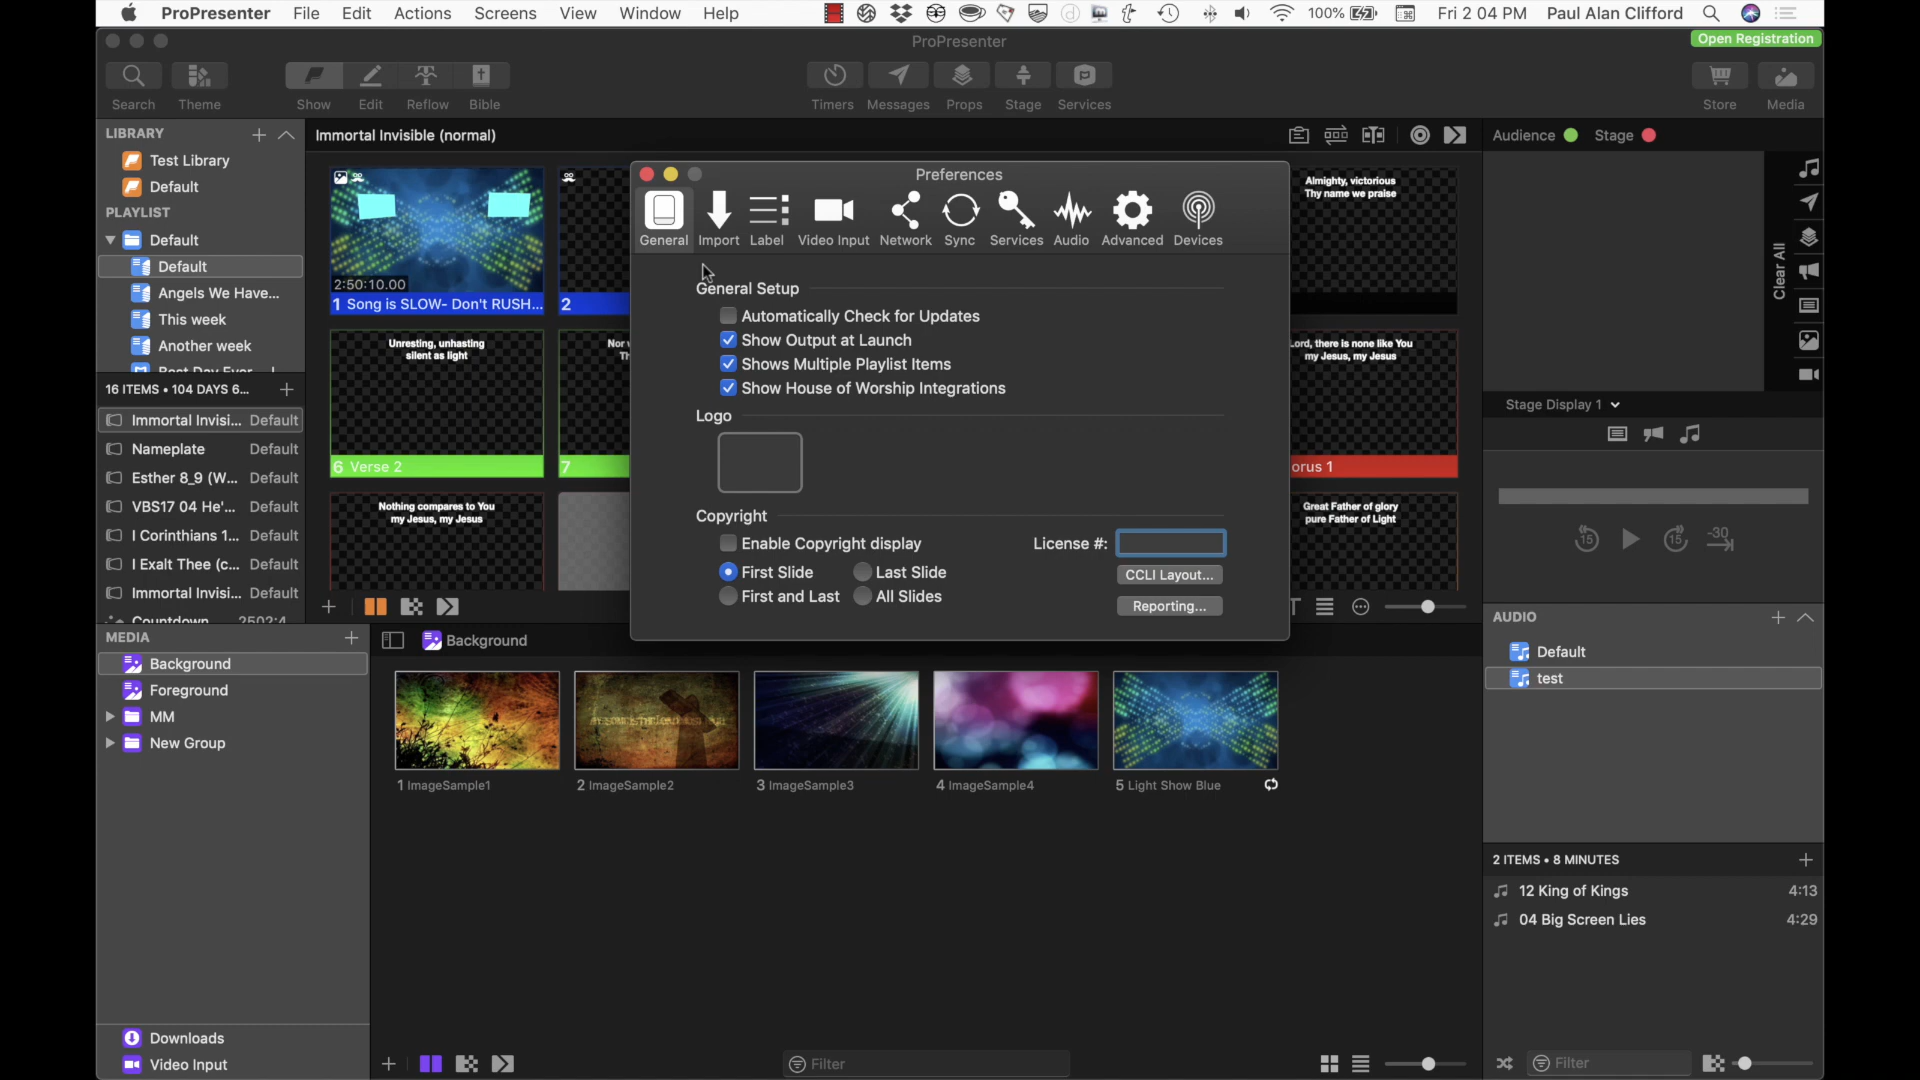 ProPresenter File Edit Actions Screens View Window Help
100% Fri 2 04 PM Paul Alan Clifford
ProPresenter
Open Registration
Search Theme Show Edit Reflow Bible Timers Messages Props Stage Services Store Media
LIBRARY
Test Library
Default
PLAYLIST
Default
Default
Angels We Have...
This week
Another week
16 ITEMS • 104 DAYS 6...
Immortal Invisi... Default
Nameplate Default
Esther 8_9 (W... Default
VBS17 04 He'... Default
I Corinthians 1... Default
I Exalt Thee (c... Default
Immortal Invisi... Default
Countdown
Immortal Invisible (normal)
2:50:10.00
1 Song is SLOW- Don't RUSH...
2
Almighty, victorious
Thy name we praise
Unresting, unhasting
silent as light
6 Verse 2
Nor
7
Lord, there is none like You
my Jesus, my Jesus
orus 1
Nothing compares to You
my Jesus, my Jesus
Great Father of glory
pure Father of Light
Preferences
General Import Label Video Input Network Sync Services Audio Advanced Devices
General Setup
Automatically Check for Updates
Show Output at Launch
Shows Multiple Playlist Items
Show House of Worship Integrations
Logo
Copyright
Enable Copyright display License #:
First Slide Last Slide CCLI Layout...
First and Last All Slides Reporting...
Audience Stage
Clear All
Stage Display 1
15 15 -30
MEDIA
Background
Foreground
MM
New Group
Downloads
Video Input
Background
1 ImageSample1
2 ImageSample2
3 ImageSample3
4 ImageSample4
5 Light Show Blue
Filter
AUDIO
Default
test
2 ITEMS • 8 MINUTES
12 King of Kings 4:13
04 Big Screen Lies 4:29
Filter